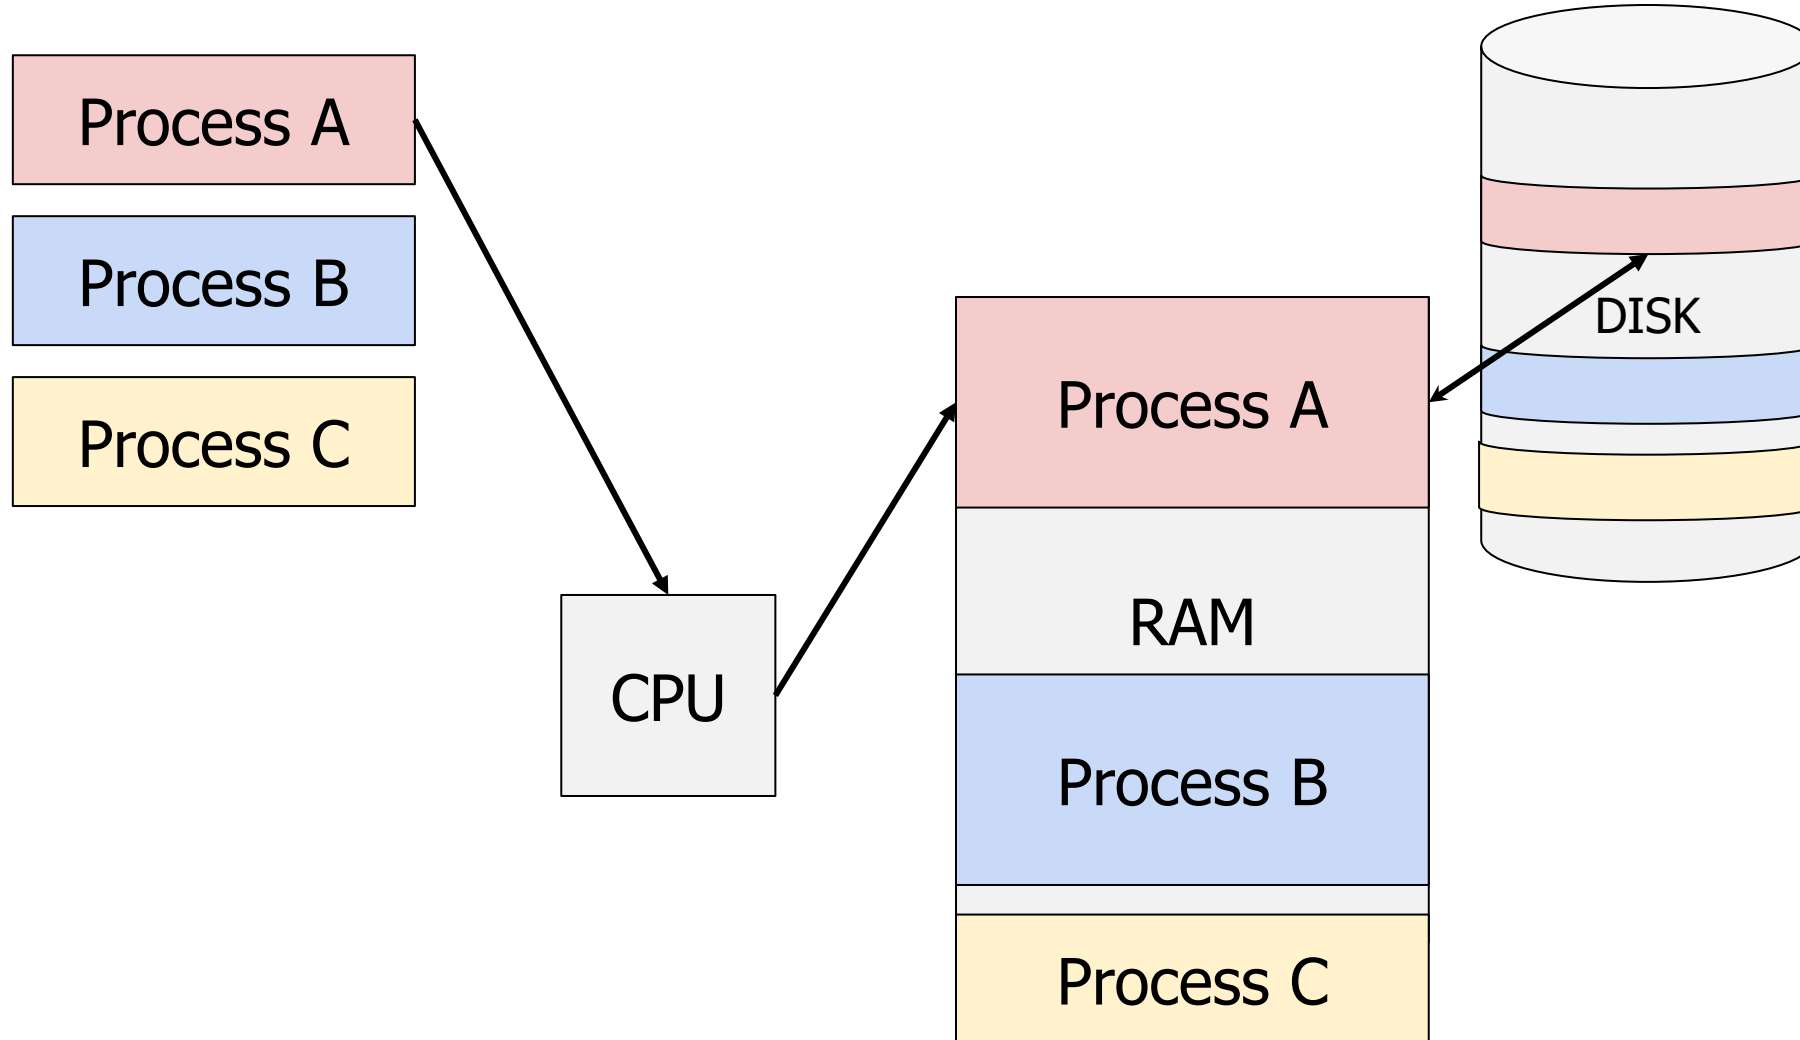 Process A
Process B
Process C
CPU
Process A
RAM
Process B
Process C
DISK